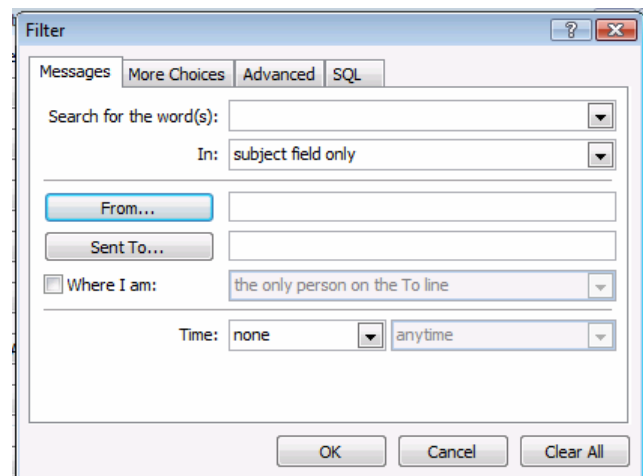 Filter
Messages More Choices Advanced SQL
Search for the word(s):
In: subject field only
From...
Sent To...
Where I am: the only person on the To line
Time: none anytime
OK Cancel Clear All